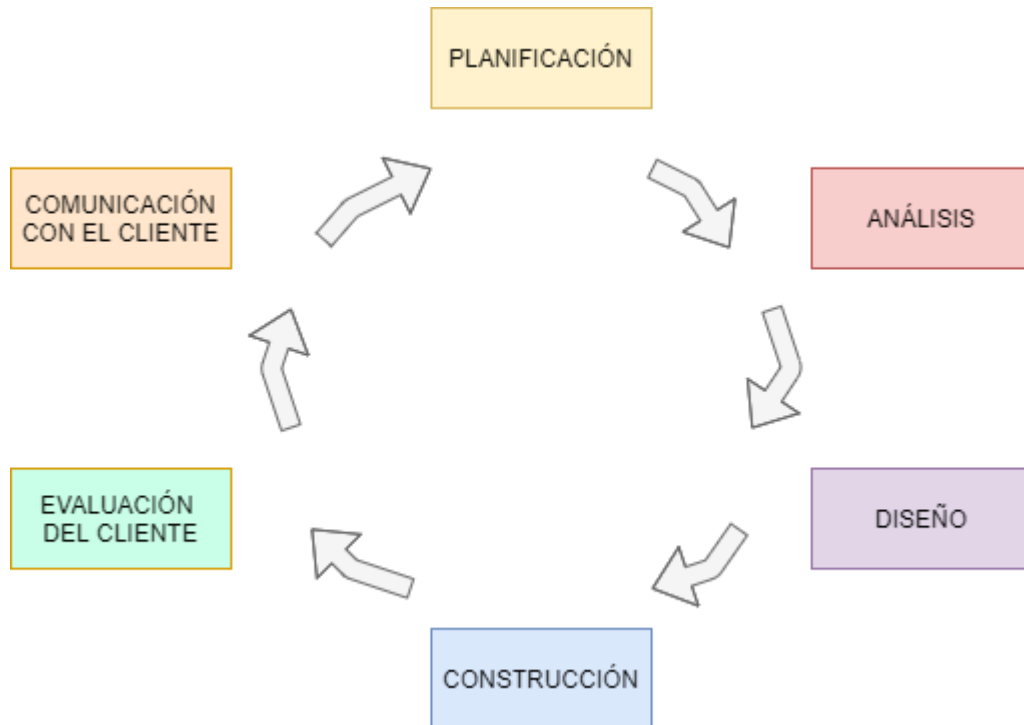 PLANIFICACIÓN
COMUNICACIÓN
CON EL CLIENTE
ANÁLISIS
EVALUACIÓN
DEL CLIENTE
DISEÑO
CONSTRUCCIÓN